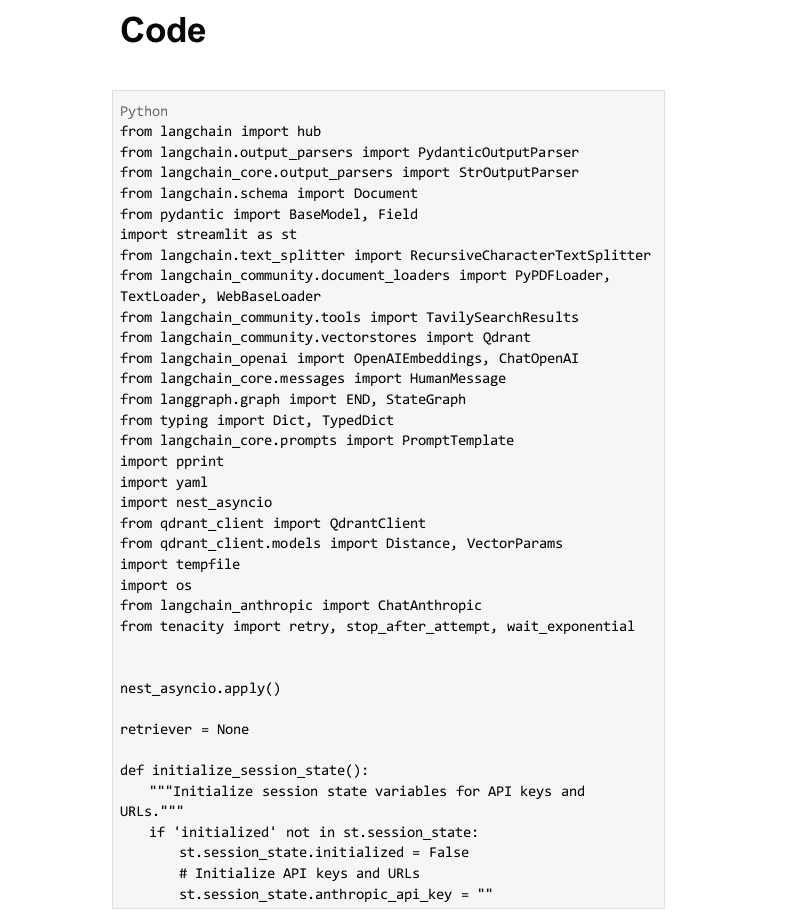 Code
Python
from langchain import hub
from langchain.output_parsers import PydanticOutputParser
from langchain_core.output_parsers import StrOutputParser
from langchain.schema import Document
from pydantic import BaseModel, Field
import streamlit as st
from langchain.text_splitter import RecursiveCharacterTextSplitter
from langchain_community.document_loaders import PyPDFLoader,
TextLoader, WebBaseLoader
from langchain_community.tools import TavilySearchResults
from langchain_community.vectorstores import Qdrant
from langchain_openai import OpenAIEmbeddings, ChatOpenAI
from langchain_core.messages import HumanMessage
from langgraph.graph import END, StateGraph
from typing import Dict, TypedDict
from langchain_core.prompts import PromptTemplate
import pprint
import yaml
import nest_asyncio
from qdrant_client import QdrantClient
from qdrant_client.models import Distance, VectorParams
import tempfile
import os
from langchain_anthropic import ChatAnthropic
from tenacity import retry, stop_after_attempt, wait_exponential
nest_asyncio.apply()
retriever = None
def initialize_session_state():
    """Initialize session state variables for API keys and
URLs."""
    if 'initialized' not in st.session_state:
        st.session_state.initialized = False
        # Initialize API keys and URLs
        st.session_state.anthropic_api_key = ""